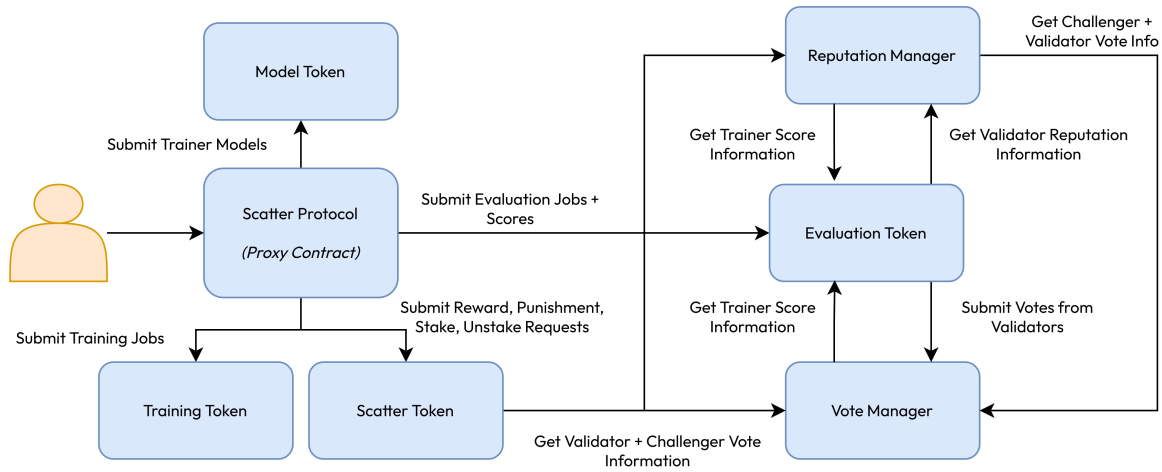 Get Challenger +
Validator Vote Info
Reputation Manager
Model Token
Submit Trainer Models
Get Trainer Score
Information
Get Validator Reputation
Information
Scatter Protocol
(Proxy Contract)
Submit Evaluation Jobs +
Scores
Evaluation Token
Submit Reward, Punishment,
Stake, Unstake Requests
Get Trainer Score
Information
Submit Votes from
Validators
Submit Training Jobs
Training Token
Scatter Token
Vote Manager
Get Validator + Challenger Vote
Information